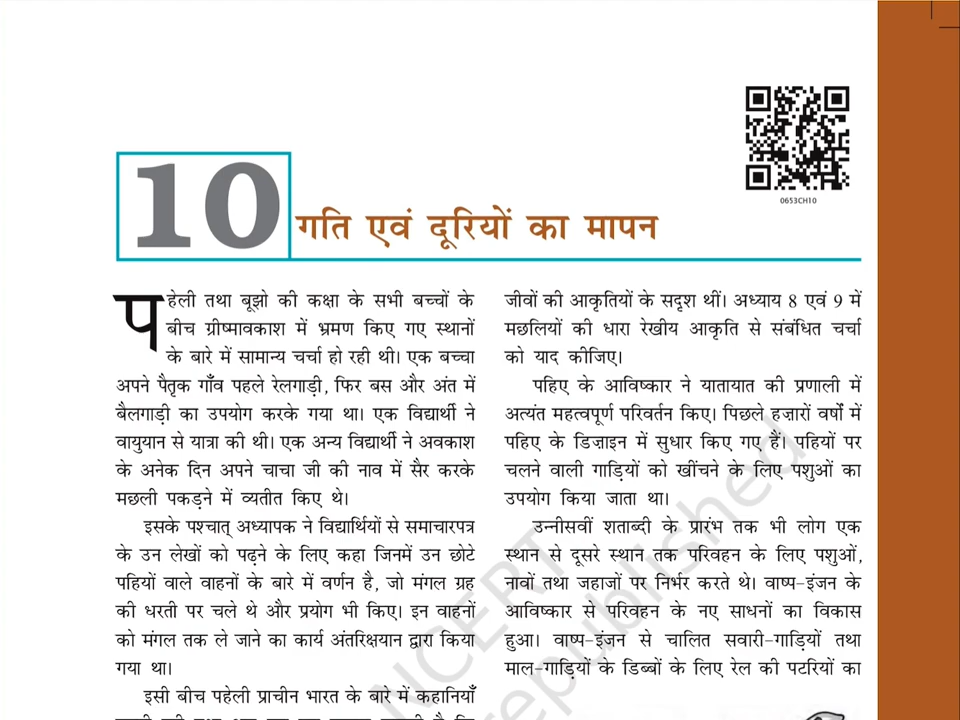 0653CH10
10
गति एवं दूरियों का मापन
पहेली तथा बूझो की कक्षा के सभी बच्चों के
बीच ग्रीष्मावकाश में भ्रमण किए गए स्थानों
के बारे में सामान्य चर्चा हो रही थी। एक बच्चा
अपने पैतृक गाँव पहले रेलगाड़ी, फिर बस और अंत में
बैलगाड़ी का उपयोग करके गया था। एक विद्यार्थी ने
वायुयान से यात्रा की थी। एक अन्य विद्यार्थी ने अवकाश
के अनेक दिन अपने चाचा जी की नाव में सैर करके
मछली पकड़ने में व्यतीत किए थे।
इसके पश्चात् अध्यापक ने विद्यार्थियों से समाचारपत्र
के उन लेखों को पढ़ने के लिए कहा जिनमें उन छोटे
पहियों वाले वाहनों के बारे में वर्णन है, जो मंगल ग्रह
की धरती पर चले थे और प्रयोग भी किए। इन वाहनों
को मंगल तक ले जाने का कार्य अंतरिक्षयान द्वारा किया
गया था।
इसी बीच पहेली प्राचीन भारत के बारे में कहानियाँ
जीवों की आकृतियों के सदृश थीं। अध्याय 8 एवं 9 में
मछलियों की धारा रेखीय आकृति से संबंधित चर्चा
को याद कीजिए।
पहिए के आविष्कार ने यातायात की प्रणाली में
अत्यंत महत्वपूर्ण परिवर्तन किए। पिछले हजारों वर्षों में
पहिए के डिज़ाइन में सुधार किए गए हैं। पहियों पर
चलने वाली गाड़ियों को खींचने के लिए पशुओं का
उपयोग किया जाता था।
उन्नीसवीं शताब्दी के प्रारंभ तक भी लोग एक
स्थान से दूसरे स्थान तक परिवहन के लिए पशुओं,
नावों तथा जहाजों पर निर्भर करते थे। वाष्प-इंजन के
आविष्कार से परिवहन के नए साधनों का विकास
हुआ। वाष्प-इंजन से चालित सवारी-गाड़ियों तथा
माल-गाड़ियों के डिब्बों के लिए रेल की पटरियों का
NCERT
republished